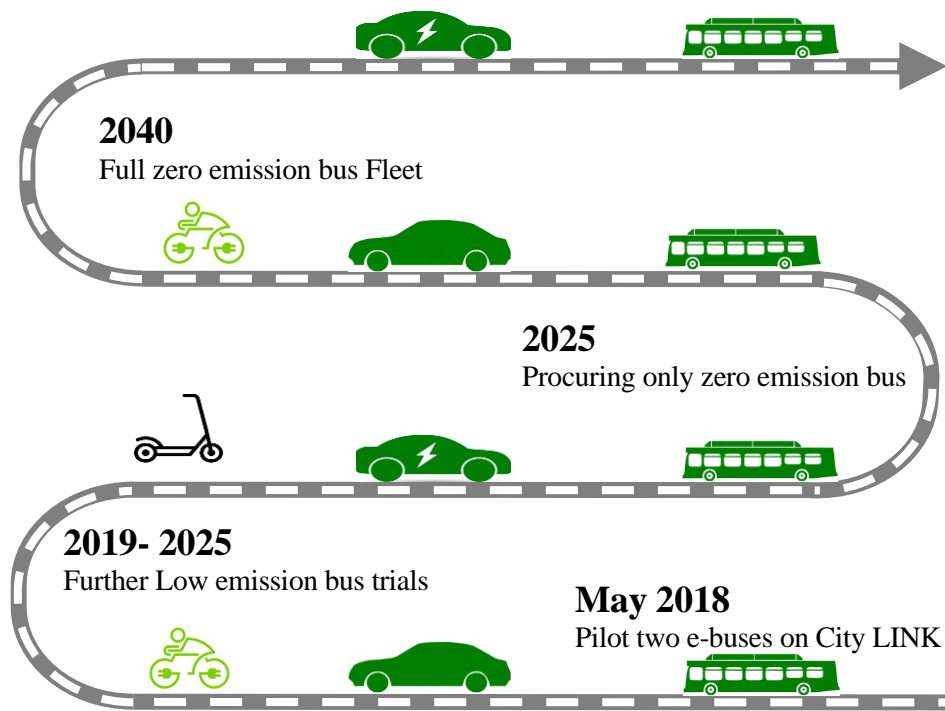 2040
Full zero emission bus Fleet
2025
Procuring only zero emission bus
2019- 2025
Further Low emission bus trials
May 2018
Pilot two e-buses on City LINK